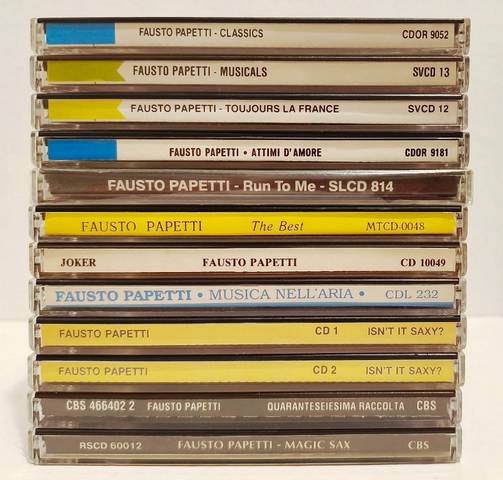 FAUSTO PAPETTI - CLASSICS CDOR 9052
FAUSTO PAPETTI - MUSICALS SVCD 13
FAUSTO PAPETTI - TOUJOURS LA FRANCE SVCD 12
FAUSTO PAPETTI • ATTIMI D'AMORE CDOR 9181
FAUSTO PAPETTI - Run To Me - SLCD 814
FAUSTO PAPETTI The Best MTCD-0048
JOKER FAUSTO PAPETTI CD 10049
FAUSTO PAPETTI • MUSICA NELL'ARIA • CDL 232
FAUSTO PAPETTI CD 1 ISN'T IT SAXY?
FAUSTO PAPETTI CD 2 ISN'T IT SAXY?
CBS 466402 2 FAUSTO PAPETTI QUARANTESEIESIMA RACCOLTA CBS
RSCD 60012 FAUSTO PAPETTI - MAGIC SAX CBS